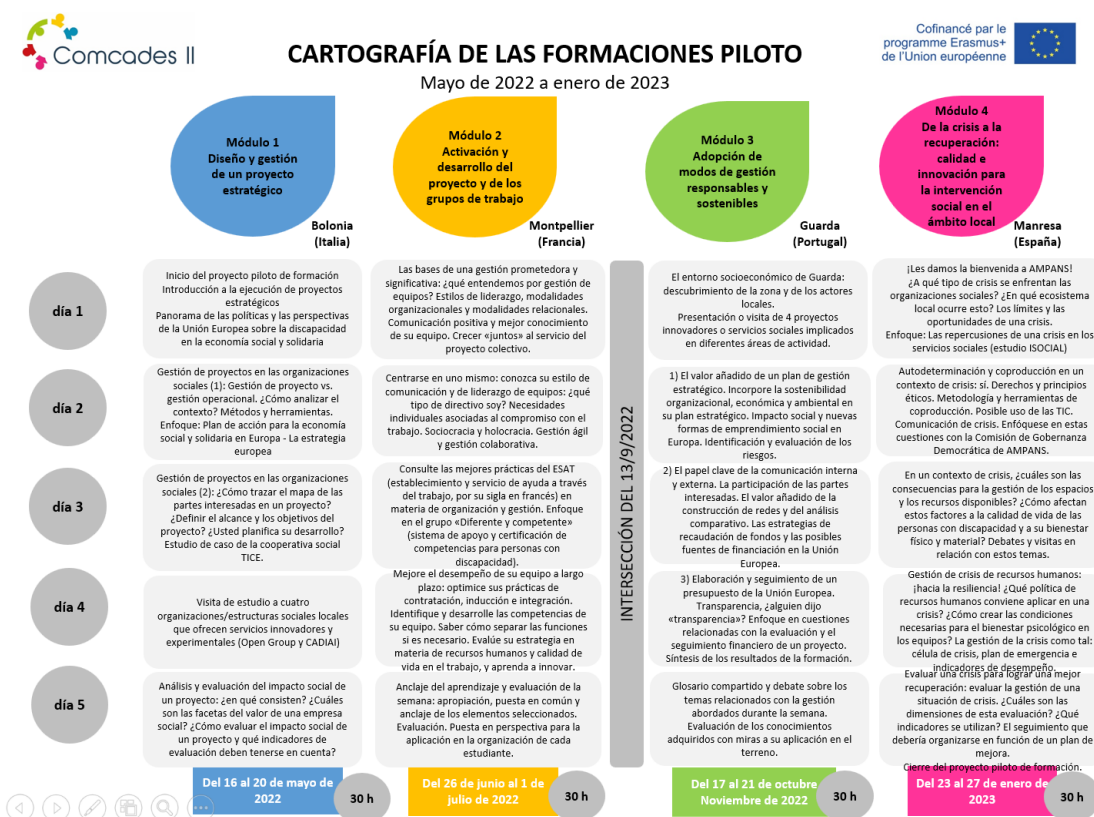 Comcades II
CARTOGRAFÍA DE LAS FORMACIONES PILOTO
Mayo de 2022 a enero de 2023
Cofinancé par le
programme Erasmus+
de l'Union européenne
Módulo 1
Diseño y gestión
de un proyecto
estratégico
Bolonia
(Italia)
Módulo 2
Activación y
desarrollo del
proyecto y de los
grupos de trabajo
Montpellier
(Francia)
Módulo 3
Adopción de
modos de gestión
responsables y
sostenibles
Guarda
(Portugal)
Módulo 4
De la crisis a la
recuperación:
calidad e
innovación para
la intervención
social en el
ámbito local
Manresa
(España)
día 1
Inicio del proyecto piloto de formación
Introducción a la ejecución de proyectos
estratégicos
Panorama de las políticas y las perspectivas
de la Unión Europea sobre la discapacidad
en la economía social y solidaria
Las bases de una gestión prometedora y
significativa: ¿qué entendemos por gestión de
equipos? Estilos de liderazgo, modalidades
organizacionales y modalidades relacionales.
Comunicación positiva y mejor conocimiento
de su equipo. Crecer «juntos» al servicio del
proyecto colectivo.
El entorno socioeconómico de Guarda:
descubrimiento de la zona y de los actores
locales.
Presentación o visita de 4 proyectos
innovadores o servicios sociales implicados
en diferentes áreas de actividad.
¡Les damos la bienvenida a AMPANS!
¿A qué tipo de crisis se enfrentan las
organizaciones sociales? ¿En qué ecosistema
local ocurre esto? Los límites y las
oportunidades de una crisis.
Enfoque: Las repercusiones de una crisis en los
servicios sociales (estudio ISOCIAL)
día 2
Gestión de proyectos en las organizaciones
sociales (1): Gestión de proyecto vs.
gestión operacional. ¿Cómo analizar el
contexto? Métodos y herramientas.
Enfoque: Plan de acción para la economía
social y solidaria en Europa - La estrategia
europea
Centrarse en uno mismo: conozca su estilo de
comunicación y de liderazgo de equipos: ¿qué
tipo de directivo soy? Necesidades
individuales asociadas al compromiso con el
trabajo. Sociocracia y holocracia. Gestión ágil
y gestión colaborativa.
1) El valor añadido de un plan de gestión
estratégico. Incorpore la sostenibilidad
organizacional, económica y ambiental en
su plan estratégico. Impacto social y nuevas
formas de emprendimiento social en
Europa. Identificación y evaluación de los
riesgos.
Autodeterminación y coproducción en un
contexto de crisis: sí. Derechos y principios
éticos. Metodología y herramientas de
coproducción. Posible uso de las TIC.
Comunicación de crisis. Enfóquese en estas
cuestiones con la Comisión de Gobernanza
Democrática de AMPANS.
día 3
Gestión de proyectos en las organizaciones
sociales (2): ¿Cómo trazar el mapa de las
partes interesadas en un proyecto?
¿Definir el alcance y los objetivos del
proyecto? ¿Usted planifica su desarrollo?
Estudio de caso de la cooperativa social
TICE.
Consulte las mejores prácticas del ESAT
(establecimiento y servicio de ayuda a través
del trabajo, por su sigla en francés) en
materia de organización y gestión. Enfoque
en el grupo «Diferente y competente»
(sistema de apoyo y certificación de
competencias para personas con
discapacidad).
2) El papel clave de la comunicación interna
y externa. La participación de las partes
interesadas. El valor añadido de la
construcción de redes y del análisis
comparativo. Las estrategias de
recaudación de fondos y las posibles
fuentes de financiación en la Unión
Europea.
En un contexto de crisis, ¿cuáles son las
consecuencias para la gestión de los espacios
y los recursos disponibles? ¿Cómo afectan
estos factores a la calidad de vida de las
personas con discapacidad y a su bienestar
físico y material? Debates y visitas en
relación con estos temas.
día 4
Visita de estudio a cuatro
organizaciones/estructuras sociales locales
que ofrecen servicios innovadores y
experimentales (Open Group y CADIAI)
Mejore el desempeño de su equipo a largo
plazo: optimice sus prácticas de
contratación, inducción e integración.
Identifique y desarrolle las competencias de
su equipo. Saber cómo separar las funciones
si es necesario. Evalúe su estrategia en
materia de recursos humanos y calidad de
vida en el trabajo, y aprenda a innovar.
3) Elaboración y seguimiento de un
presupuesto de la Unión Europea.
Transparencia, ¿alguien dijo
«transparencia»? Enfoque en cuestiones
relacionadas con la evaluación y el
seguimiento financiero de un proyecto.
Síntesis de los resultados de la formación.
Gestión de crisis de recursos humanos:
¡hacia la resiliencia! ¿Qué política de
recursos humanos conviene aplicar en una
crisis? ¿Cómo crear las condiciones
necesarias para el bienestar psicológico en
los equipos? La gestión de la crisis como tal:
célula de crisis, plan de emergencia e
indicadores de desempeño.
día 5
Análisis y evaluación del impacto social de
un proyecto: ¿en qué consisten? ¿Cuáles
son las facetas del valor de una empresa
social? ¿Cómo evaluar el impacto social de
un proyecto y qué indicadores de
evaluación deben tenerse en cuenta?
Anclaje del aprendizaje y evaluación de la
semana: apropiación, puesta en común y
anclaje de los elementos seleccionados.
Evaluación. Puesta en perspectiva para la
aplicación en la organización de cada
estudiante.
Glosario compartido y debate sobre los
temas relacionados con la gestión
abordados durante la semana.
Evaluación de los conocimientos
adquiridos con miras a su aplicación en el
terreno.
Evaluar una crisis para lograr una mejor
recuperación: evaluar la gestión de una
situación de crisis. ¿Cuáles son las
dimensiones de esta evaluación? ¿Qué
indicadores se utilizan? El seguimiento que
debería organizarse en función de un plan de
mejora.
Cierre del proyecto piloto de formación.
INTERSECCIÓN DEL 13/9/2022
Del 16 al 20 de mayo de
2022
30 h
Del 26 de junio al 1 de
julio de 2022
30 h
Del 17 al 21 de octubre
Noviembre de 2022
30 h
Del 23 al 27 de enero de
2023
30 h